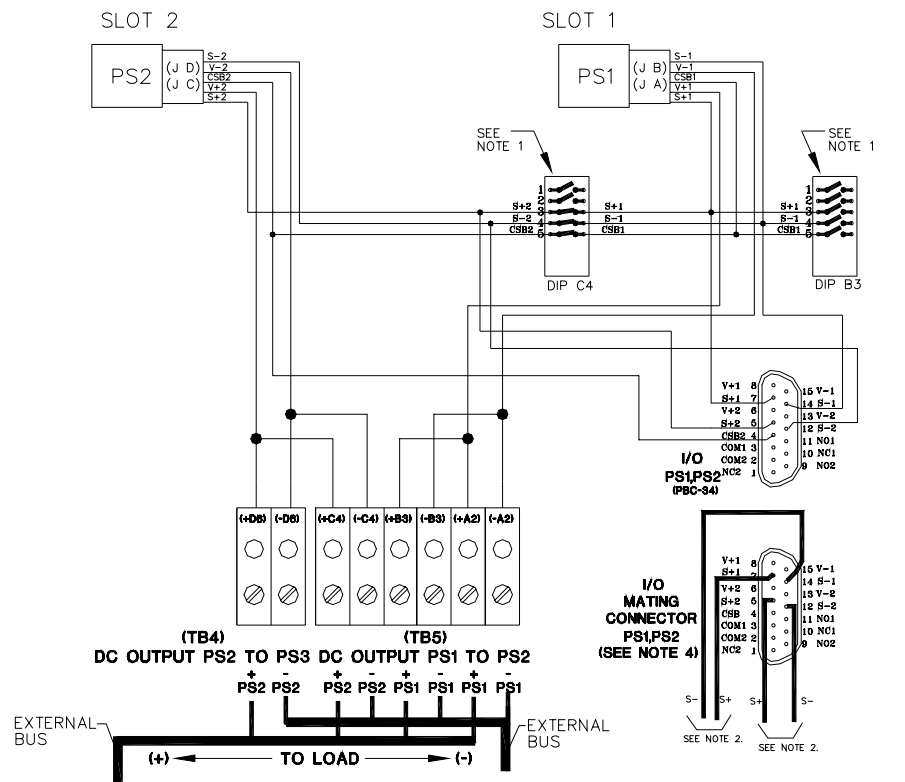 SLOT 2
SLOT 1
PS2
(J D)
(J C)
S-2
V-2
CSB2
V+2
S+2
PS1
(J B)
(J A)
S-1
V-1
CSB1
V+1
S+1
SEE
NOTE 1
SEE
NOTE 1
S+2
S-2
CSB2
1
2
3
4
5
S+1
S-1
CSB1
DIP C4
S+1
S-1
CSB1
1
2
3
4
5
DIP B3
V+1 8
S+1 7
V+2 6
S+2 5
CSB2 4
COM1 3
COM2 2
NC2 1
15 V-1
14 S-1
13 V-2
12 S-2
11 NO1
10 NC1
9 NO2
I/O
PS1,PS2
(PBC-34)
(+D6) (-D6) (+C4) (-C4) (+B3) (-B3) (+A2) (-A2)
V+1 8
S+1 7
V+2 6
S+2 5
CSB 4
COM1 3
COM2 2
NC2 1
15 V-1
14 S-1
13 V-2
12 S-2
11 NO1
10 NC1
9 NO2
I/O
MATING
CONNECTOR
PS1,PS2
(SEE NOTE 4)
(TB4) (TB5)
DC OUTPUT PS2 TO PS3 DC OUTPUT PS1 TO PS2
+ - + - + - + -
PS2 PS2 PS2 PS2 PS1 PS1 PS1 PS1
S- S+ S+ S-
SEE NOTE 2.
SEE NOTE 2.
EXTERNAL
BUS
EXTERNAL
BUS
(+) TO LOAD (-)